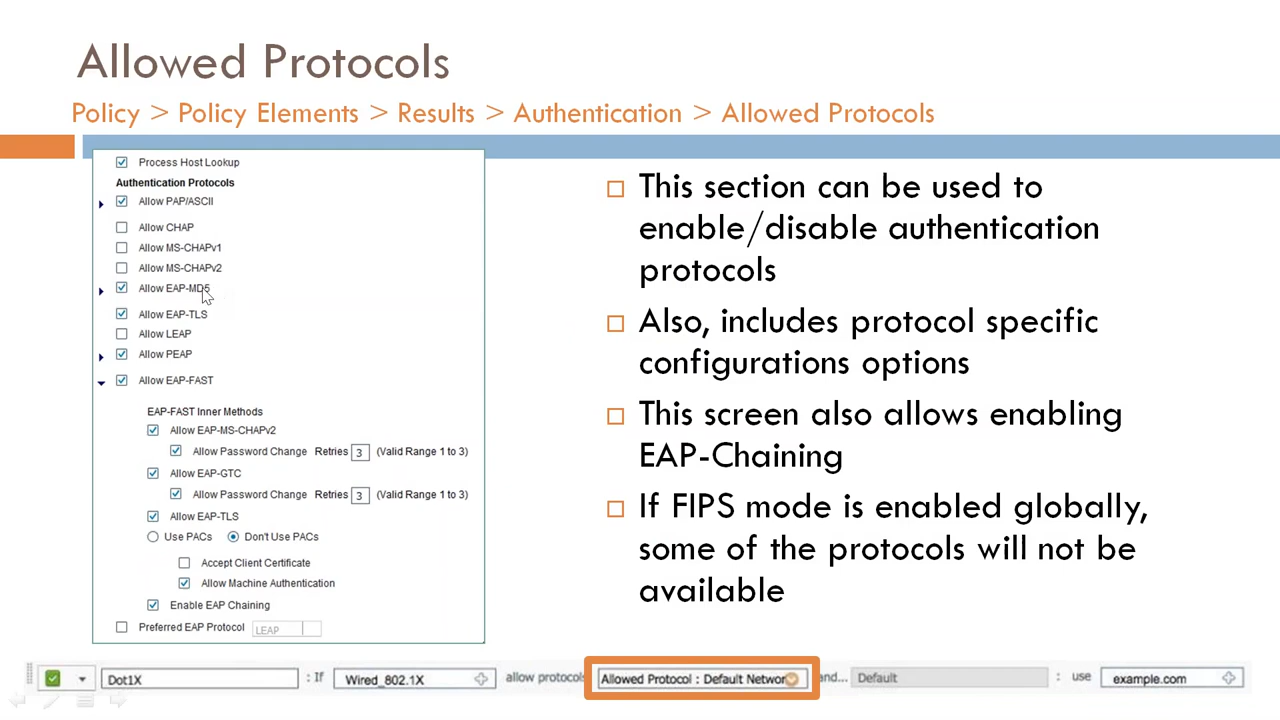 Allowed Protocols
Policy > Policy Elements > Results > Authentication > Allowed Protocols
Process Host Lookup
Authentication Protocols
Allow PAP/ASCII
Allow CHAP
Allow MS-CHAPv1
Allow MS-CHAPv2
Allow EAP-MD5
Allow EAP-TLS
Allow LEAP
Allow PEAP
Allow EAP-FAST
EAP-FAST Inner Methods
Allow EAP-MS-CHAPv2
Allow Password Change Retries 3 (Valid Range 1 to 3)
Allow EAP-GTC
Allow Password Change Retries 3 (Valid Range 1 to 3)
Allow EAP-TLS
Use PACs Don't Use PACs
Accept Client Certificate
Allow Machine Authentication
Enable EAP Chaining
Preferred EAP Protocol LEAP
This section can be used to
enable/disable authentication
protocols
Also, includes protocol specific
configurations options
This screen also allows enabling
EAP-Chaining
If FIPS mode is enabled globally,
some of the protocols will not be
available
Dot1X : If Wired_802.1X allow protocols Allowed Protocol : Default Networ and... Default : use example.com